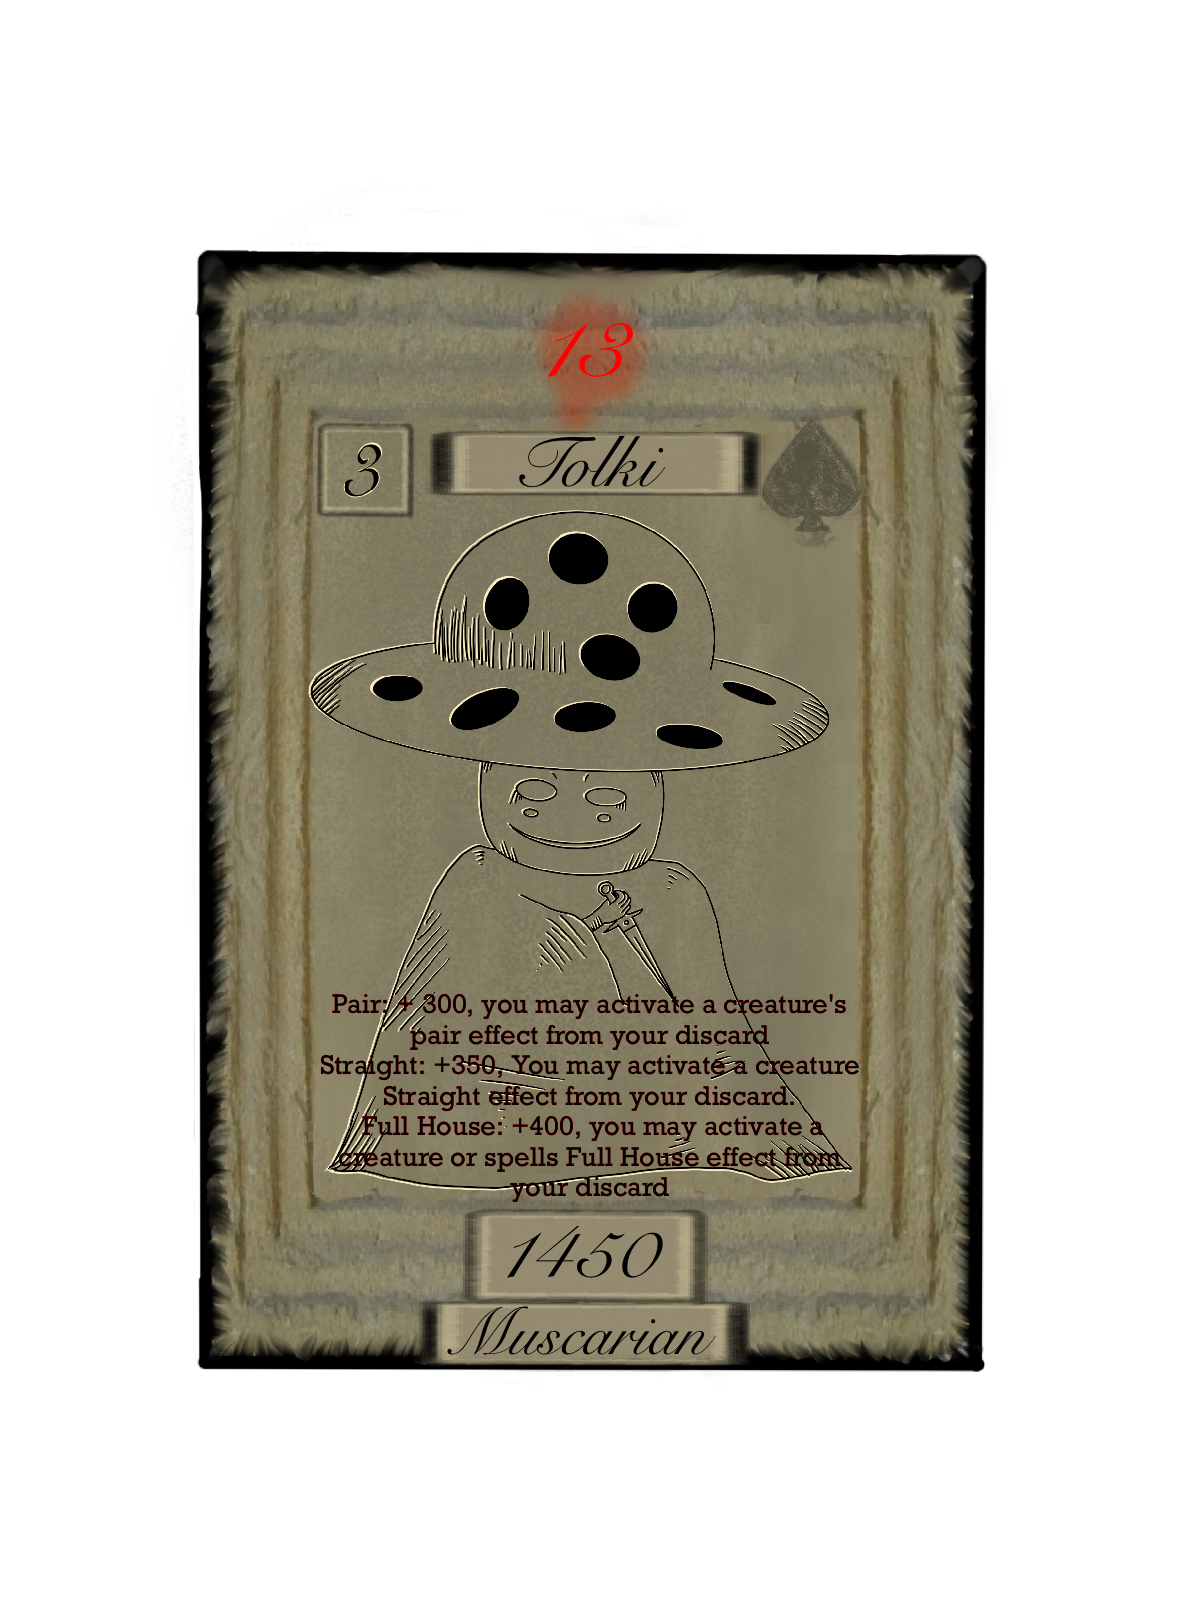 13
3
Tolki
Pair: + 300, you may activate a creature's
pair effect from your discard
Straight: +350, You may activate a creature
Straight effect from your discard.
Full House: +400, you may activate a
creature or spells Full House effect from
your discard
1450
Muscarian